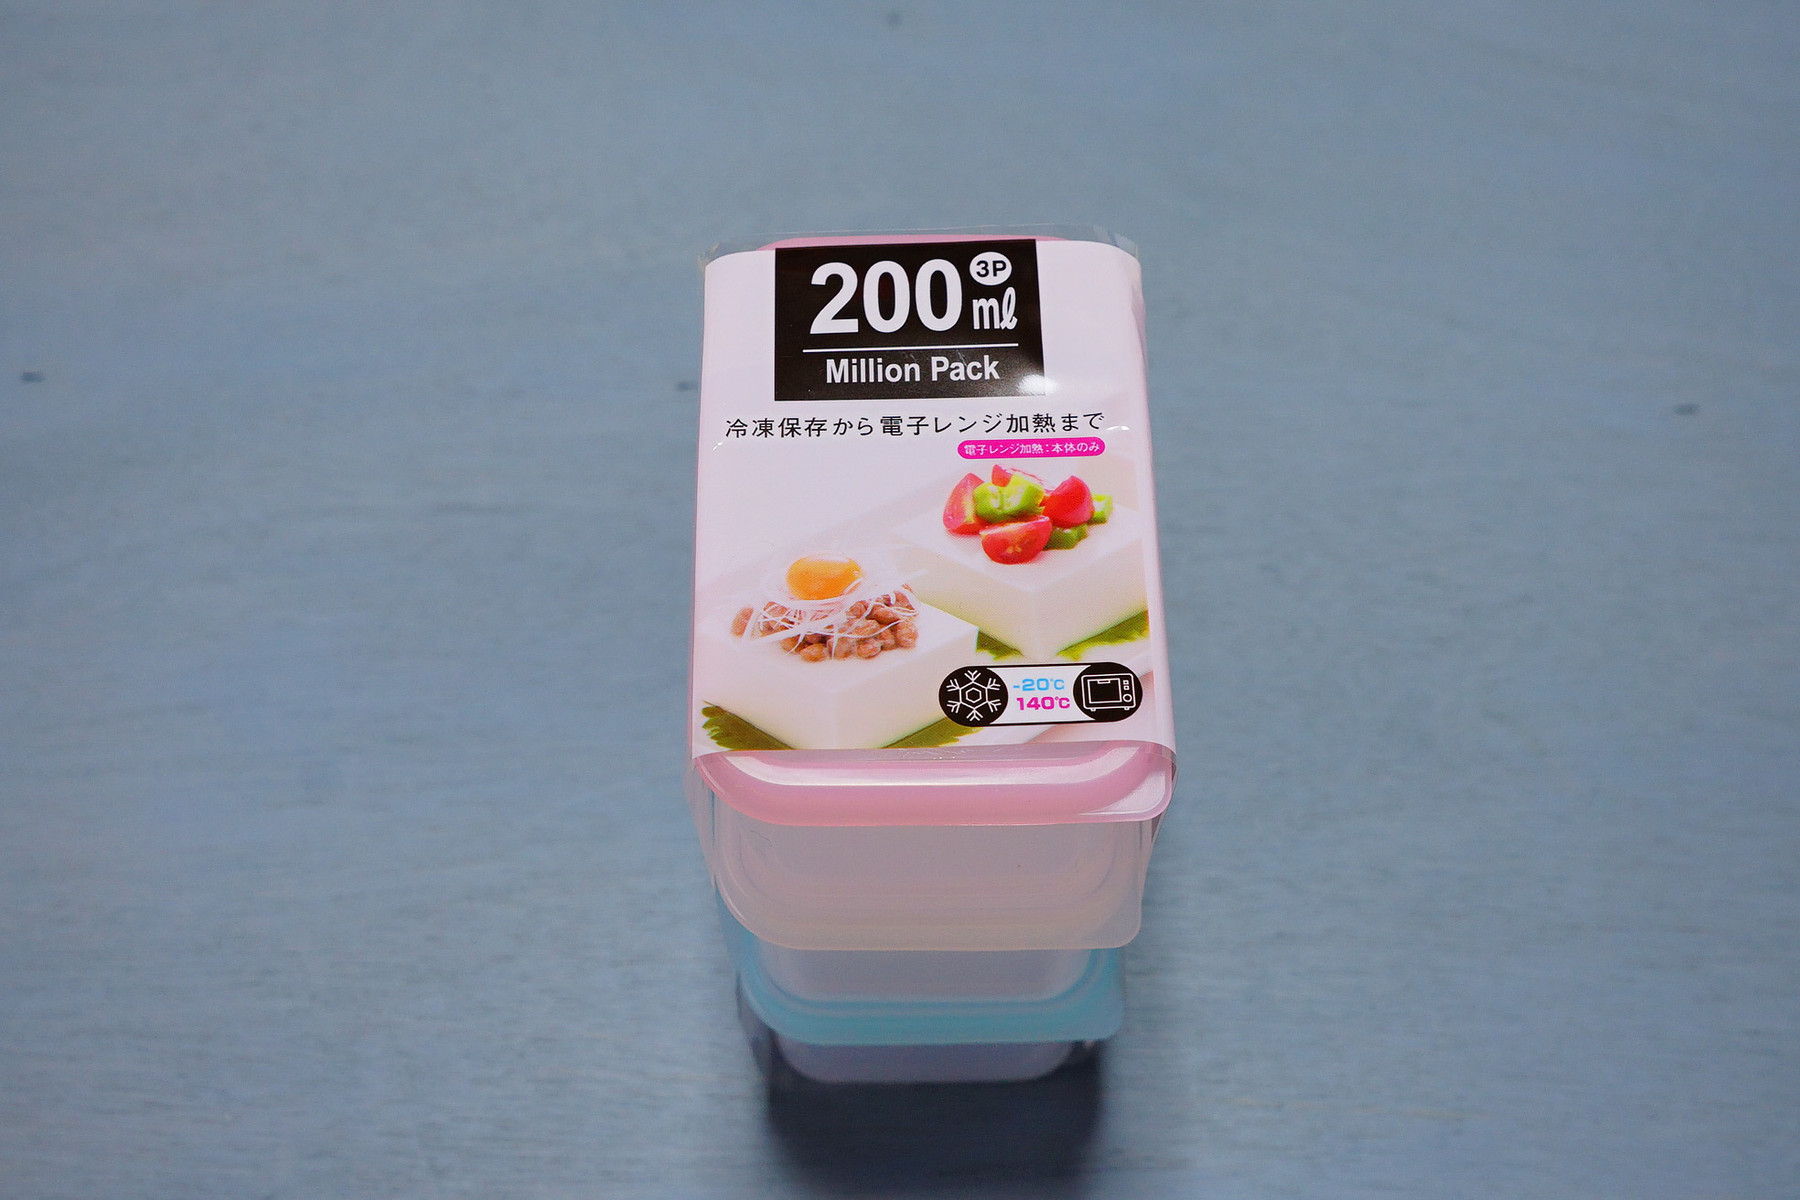 200 3P ml
Million Pack
冷凍保存から電子レンジ加熱まで
電子レンジ加熱:本体のみ
-20℃
140℃